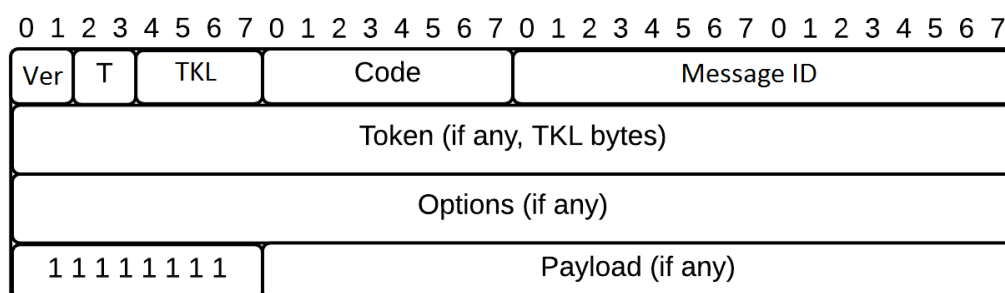 0 1 2 3 4 5 6 7 0 1 2 3 4 5 6 7 0 1 2 3 4 5 6 7 0 1 2 3 4 5 6 7
Ver T TKL Code Message ID
Token (if any, TKL bytes)
Options (if any)
1 1 1 1 1 1 1 1 Payload (if any)